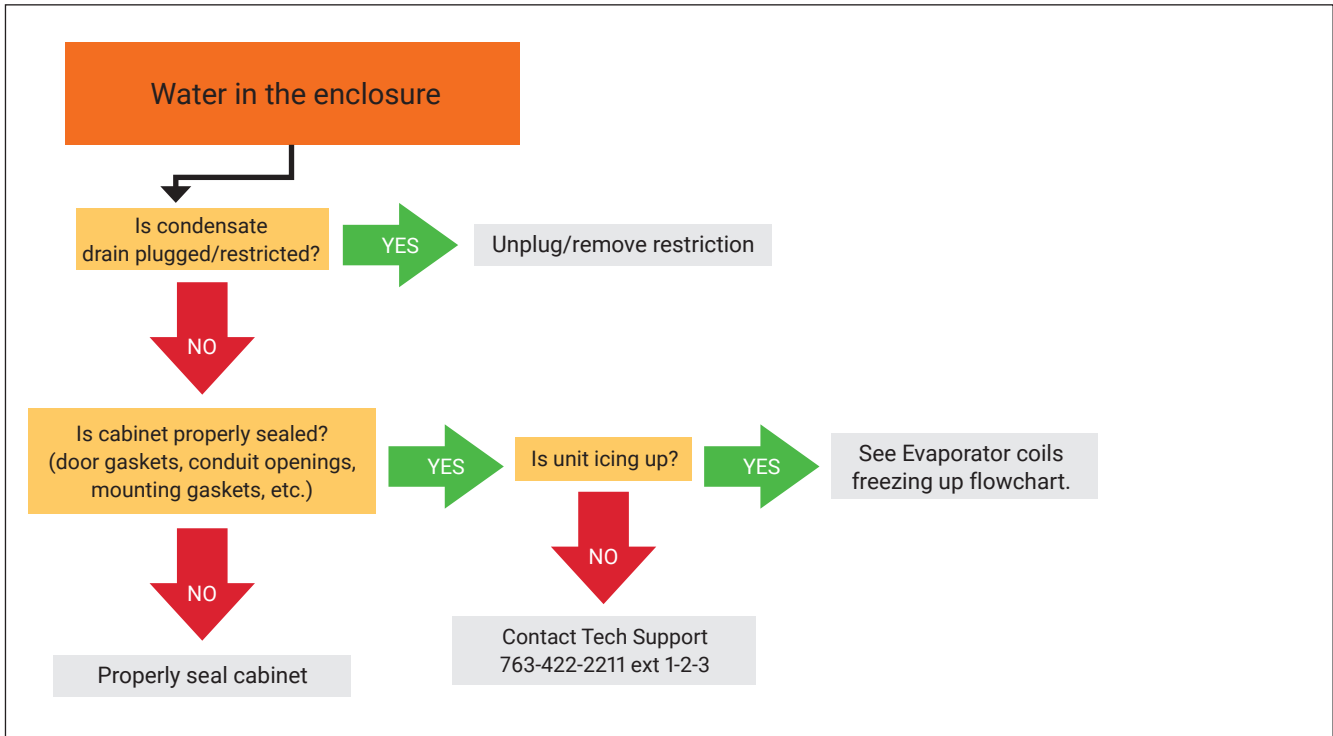 Water in the enclosure
Is condensate
drain plugged/restricted?
YES
Unplug/remove restriction
NO
Is cabinet properly sealed?
(door gaskets, conduit openings,
mounting gaskets, etc.)
YES
Is unit icing up?
YES
See Evaporator coils
freezing up flowchart.
NO
NO
Contact Tech Support
763-422-2211 ext 1-2-3
Properly seal cabinet